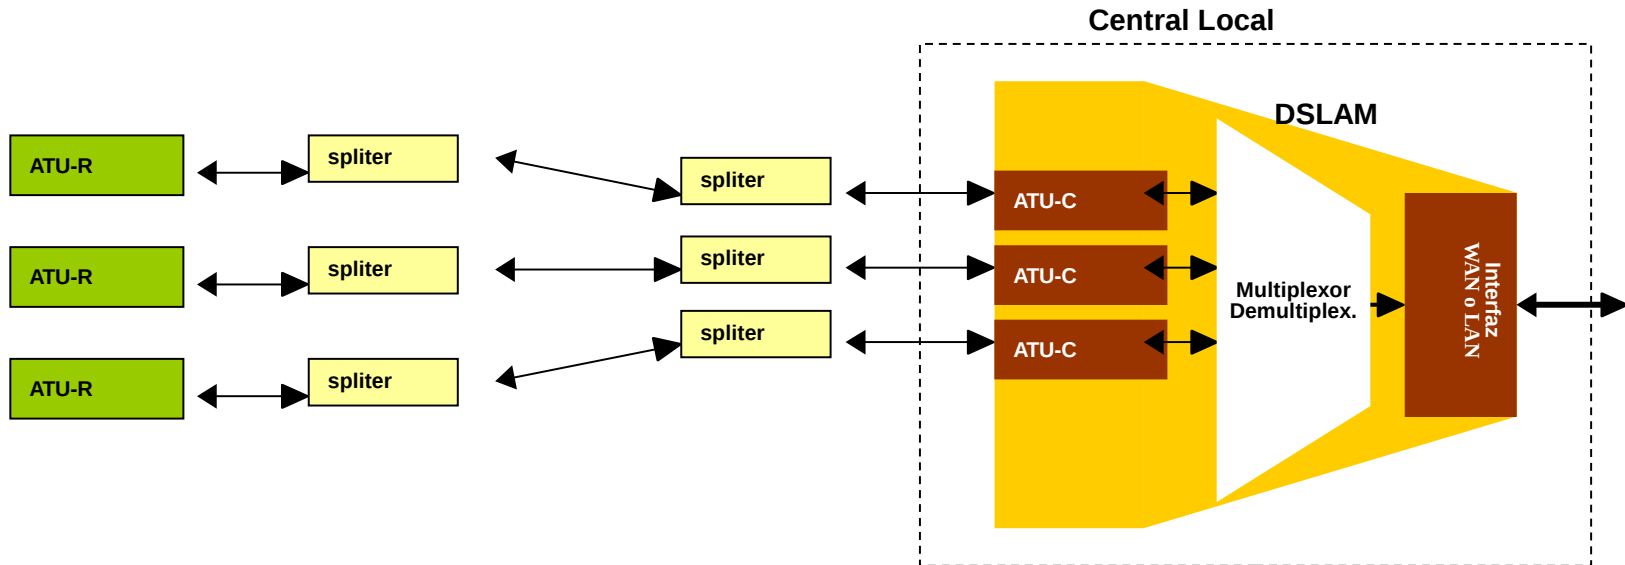 Central Local
DSLAM
ATU-R
spliter
spliter
ATU-C
ATU-R
spliter
spliter
ATU-C
Multiplexor
Demultiplex.
Interfaz
WAN o LAN
ATU-R
spliter
spliter
ATU-C